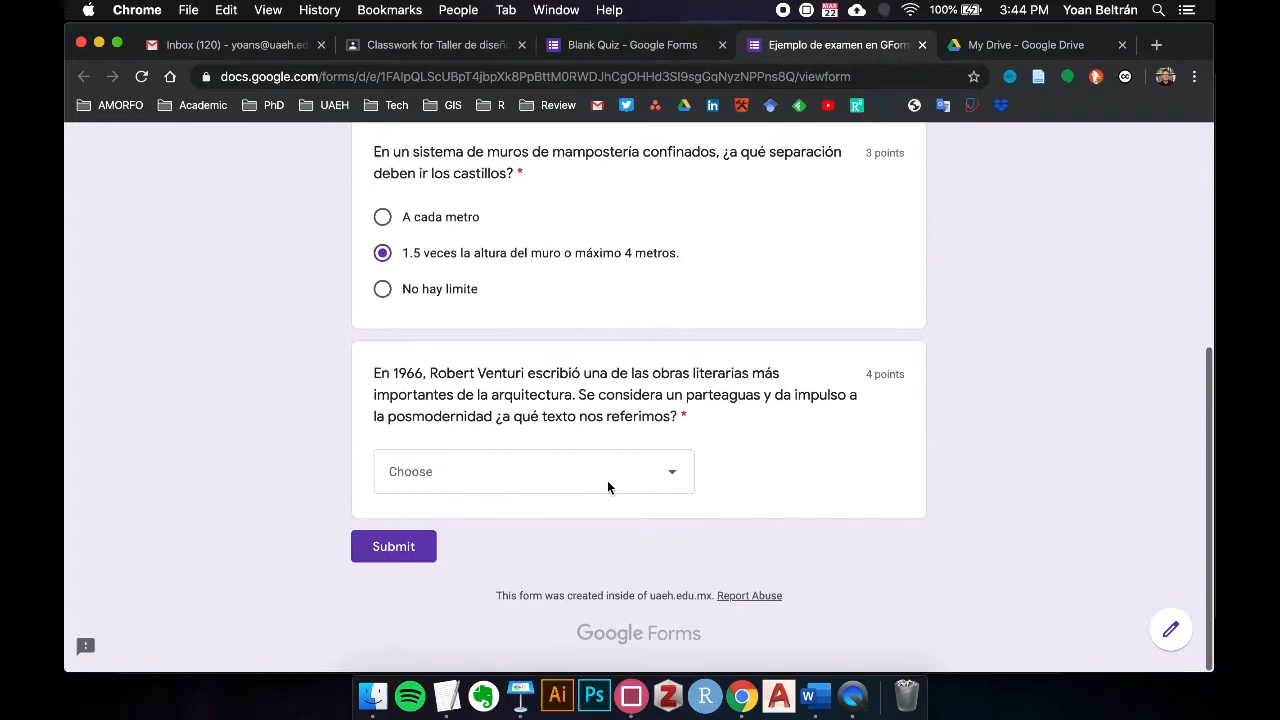 Chrome File Edit View History Bookmarks People Tab Window Help MAR 22 100% 3:44 PM Yoan Beltrán
Inbox (120) - yoans@uaeh.ed Classwork for Taller de diseñ Blank Quiz - Google Forms Ejemplo de examen en GForm My Drive - Google Drive
docs.google.com/forms/d/e/1FAIpQLScUBpT4jbpXk8PpBttM0RWDJhCgOHHd3SI9sgGqNyzNPPns8Q/viewform
AMORFO Academic PhD UAEH Tech GIS R Review
En un sistema de muros de mampostería confinados, ¿a qué separación
deben ir los castillos? *
3 points
A cada metro
1.5 veces la altura del muro o máximo 4 metros.
No hay limite
En 1966, Robert Venturi escribió una de las obras literarias más
importantes de la arquitectura. Se considera un parteaguas y da impulso a
la posmodernidad ¿a qué texto nos referimos? *
4 points
Choose
Submit
This form was created inside of uaeh.edu.mx. Report Abuse
Google Forms
Ai Ps Z R A W